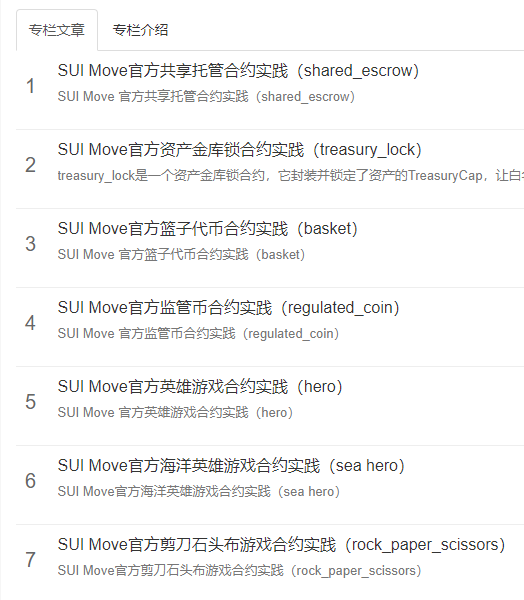 专栏文章 专栏介绍
1
SUI Move官方共享托管合约实践（shared_escrow）
SUI Move 官方共享托管合约实践（shared_escrow）
2
SUI Move官方资产金库锁合约实践（treasury_lock）
treasury_lock是一个资产金库锁合约，它封装并锁定了资产的TreasuryCap，让白
3
SUI Move官方篮子代币合约实践（basket）
SUI Move 官方篮子代币合约实践（basket）
4
SUI Move官方监管币合约实践（regulated_coin）
SUI Move 官方监管币合约实践（regulated_coin）
5
SUI Move官方英雄游戏合约实践（hero）
SUI Move 官方英雄游戏合约实践（hero）
6
SUI Move官方海洋英雄游戏合约实践（sea hero）
SUI Move官方海洋英雄游戏合约实践（sea hero）
7
SUI Move官方剪刀石头布游戏合约实践（rock_paper_scissors）
SUI Move官方剪刀石头布游戏合约实践（rock_paper_scissors）